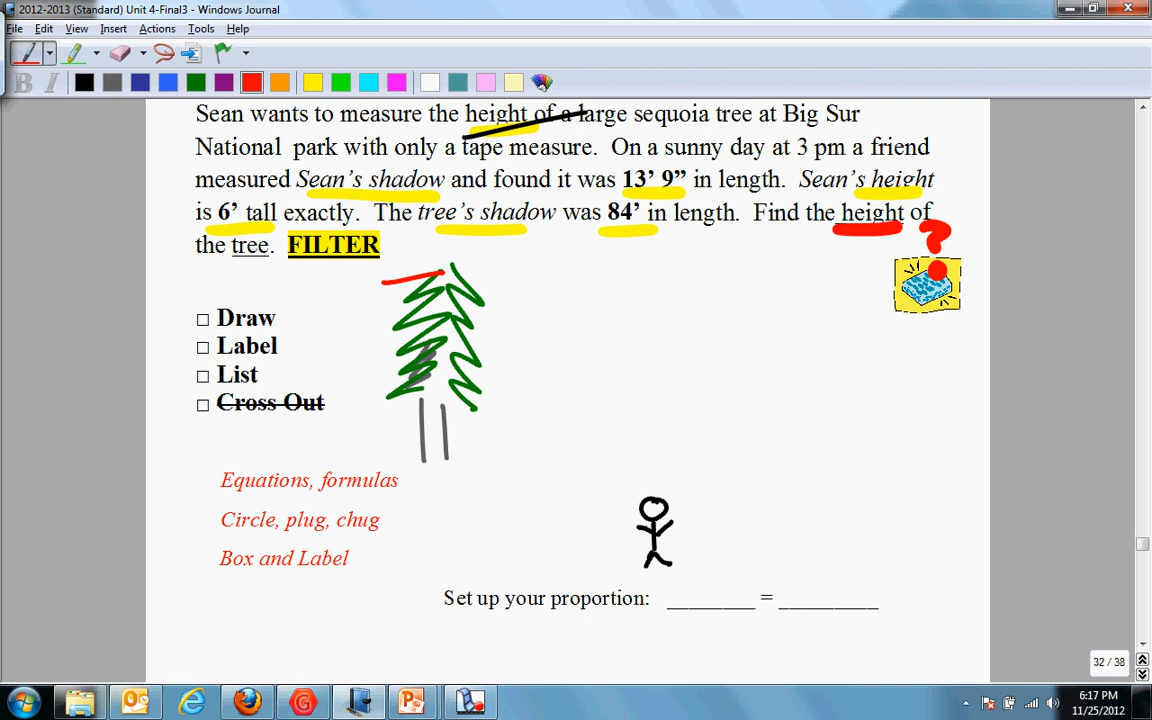 2012-2013 (Standard) Unit 4-Final3 - Windows Journal
File Edit View Insert Actions Tools Help
B I
Sean wants to measure the height of a large sequoia tree at Big Sur
National park with only a tape measure. On a sunny day at 3 pm a friend
measured Sean's shadow and found it was 13' 9" in length. Sean's height
is 6' tall exactly. The tree's shadow was 84' in length. Find the height of
the tree. FILTER
?
□ Draw
□ Label
□ List
□ Cross Out
Equations, formulas
Circle, plug, chug
Box and Label
Set up your proportion: ________ = _________
32 / 38
6:17 PM
11/25/2012